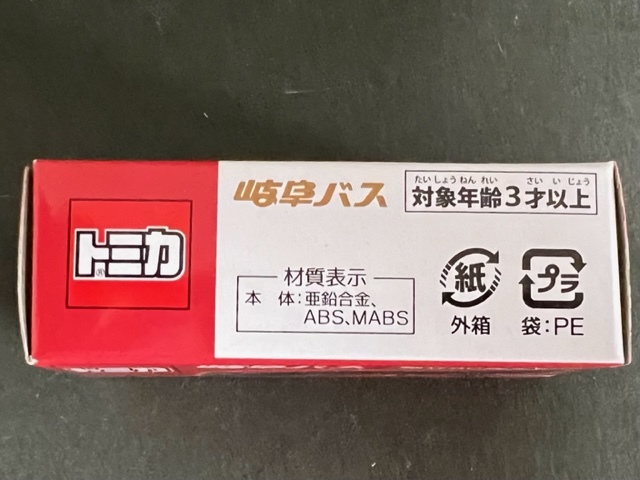 トミカ
®
岐阜バス
たいしょうねんれい さいいじょう
対象年齢3才以上
材質表示
本 体:亜鉛合金、
ABS、MABS
紙
外箱
プラ
袋:PE